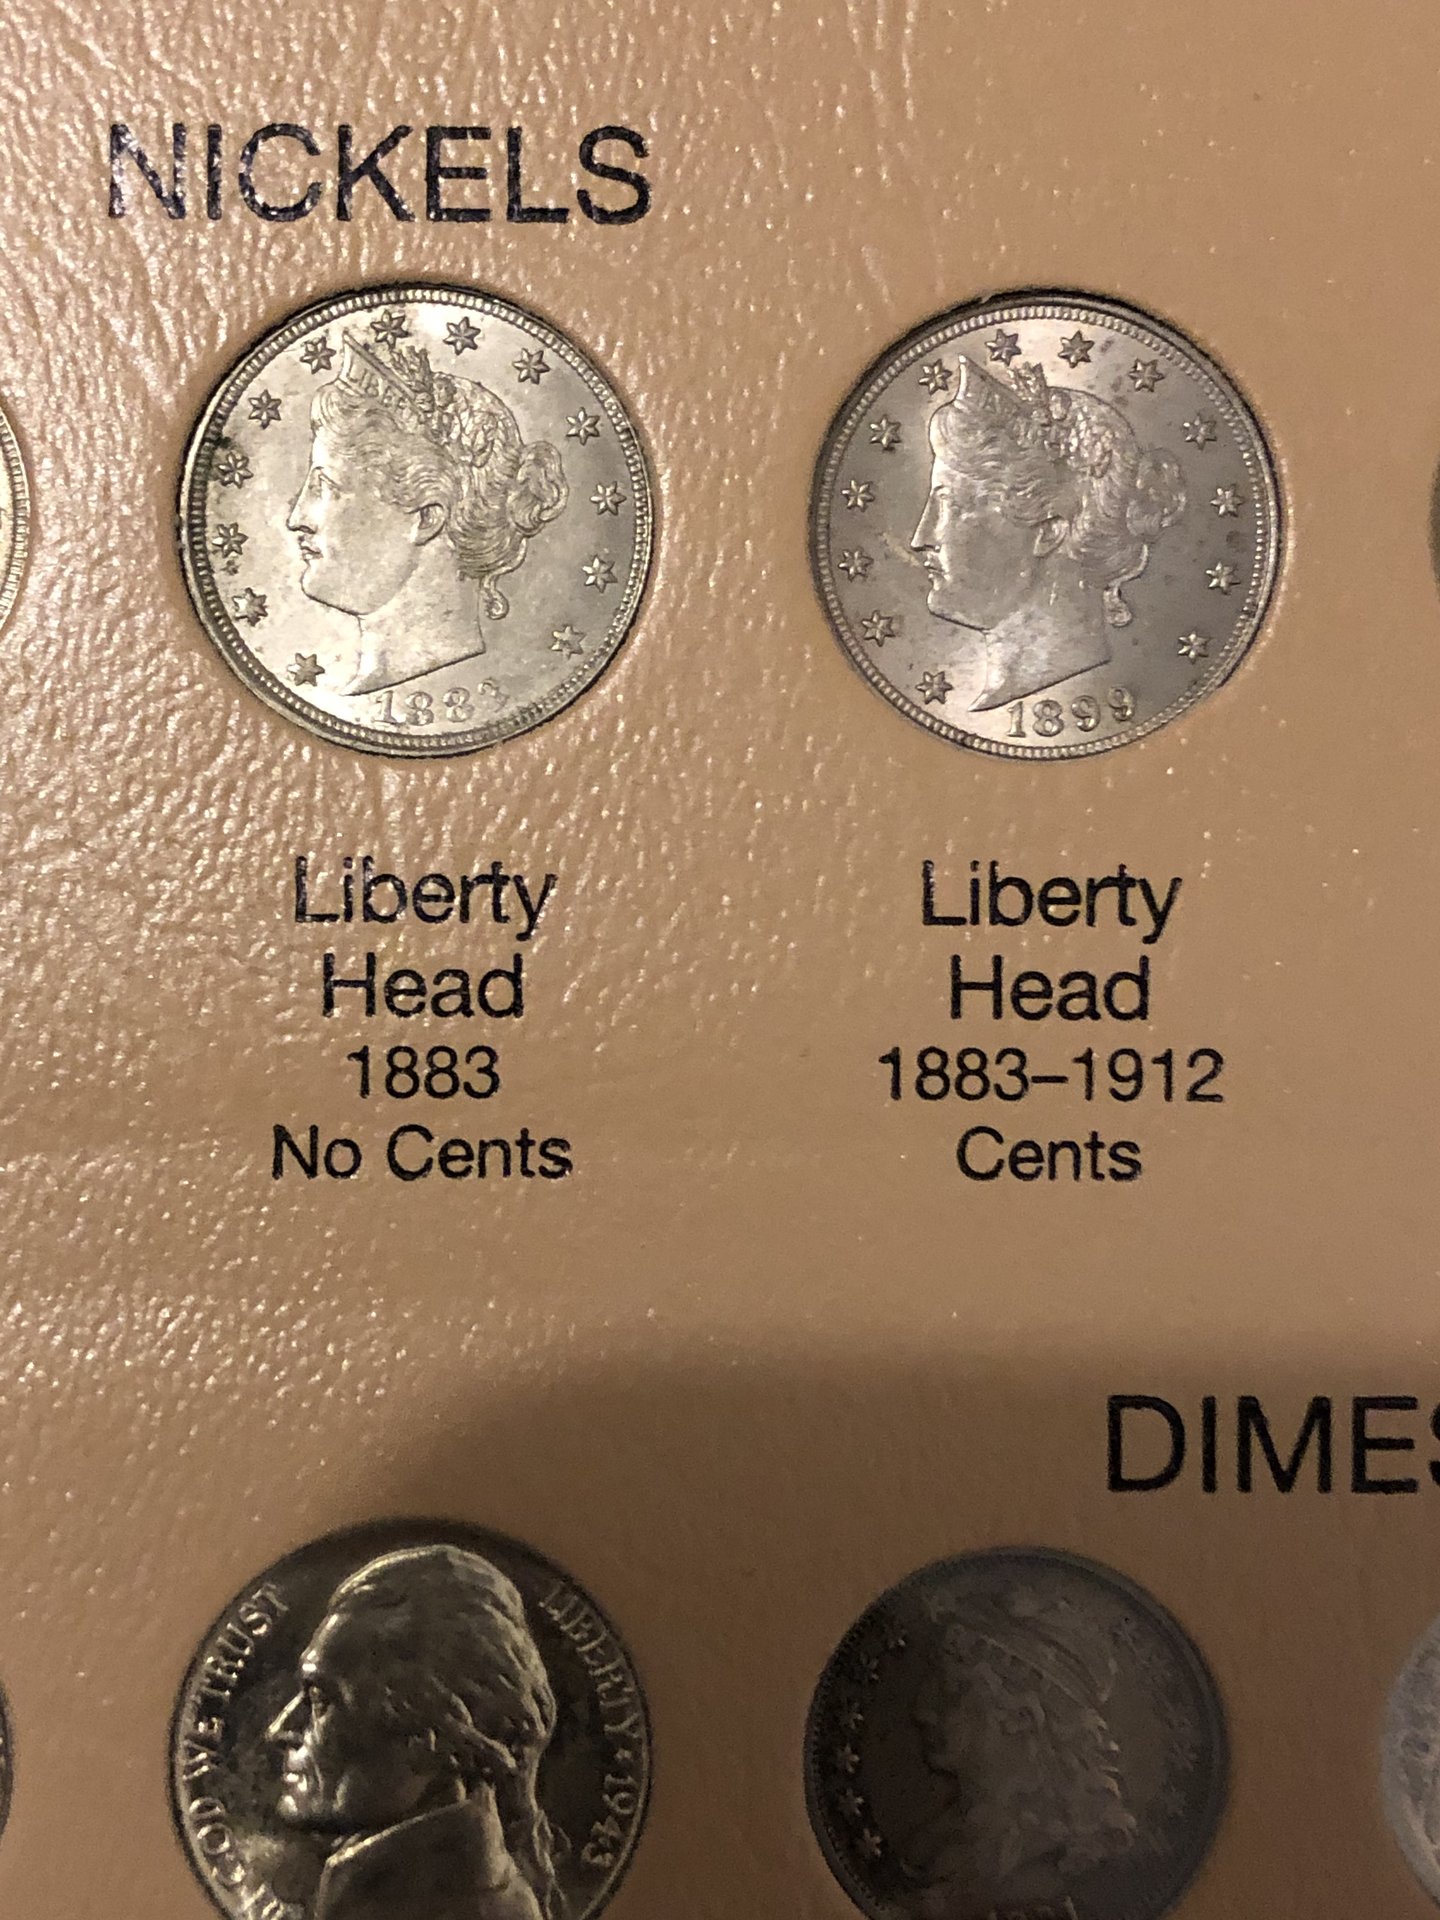 NICKELS
LIBERTY
1883
1899
Liberty
Head
1883
No Cents
Liberty
Head
1883–1912
Cents
DIMES
GOD WE TRUST
LIBERTY ★ 1943